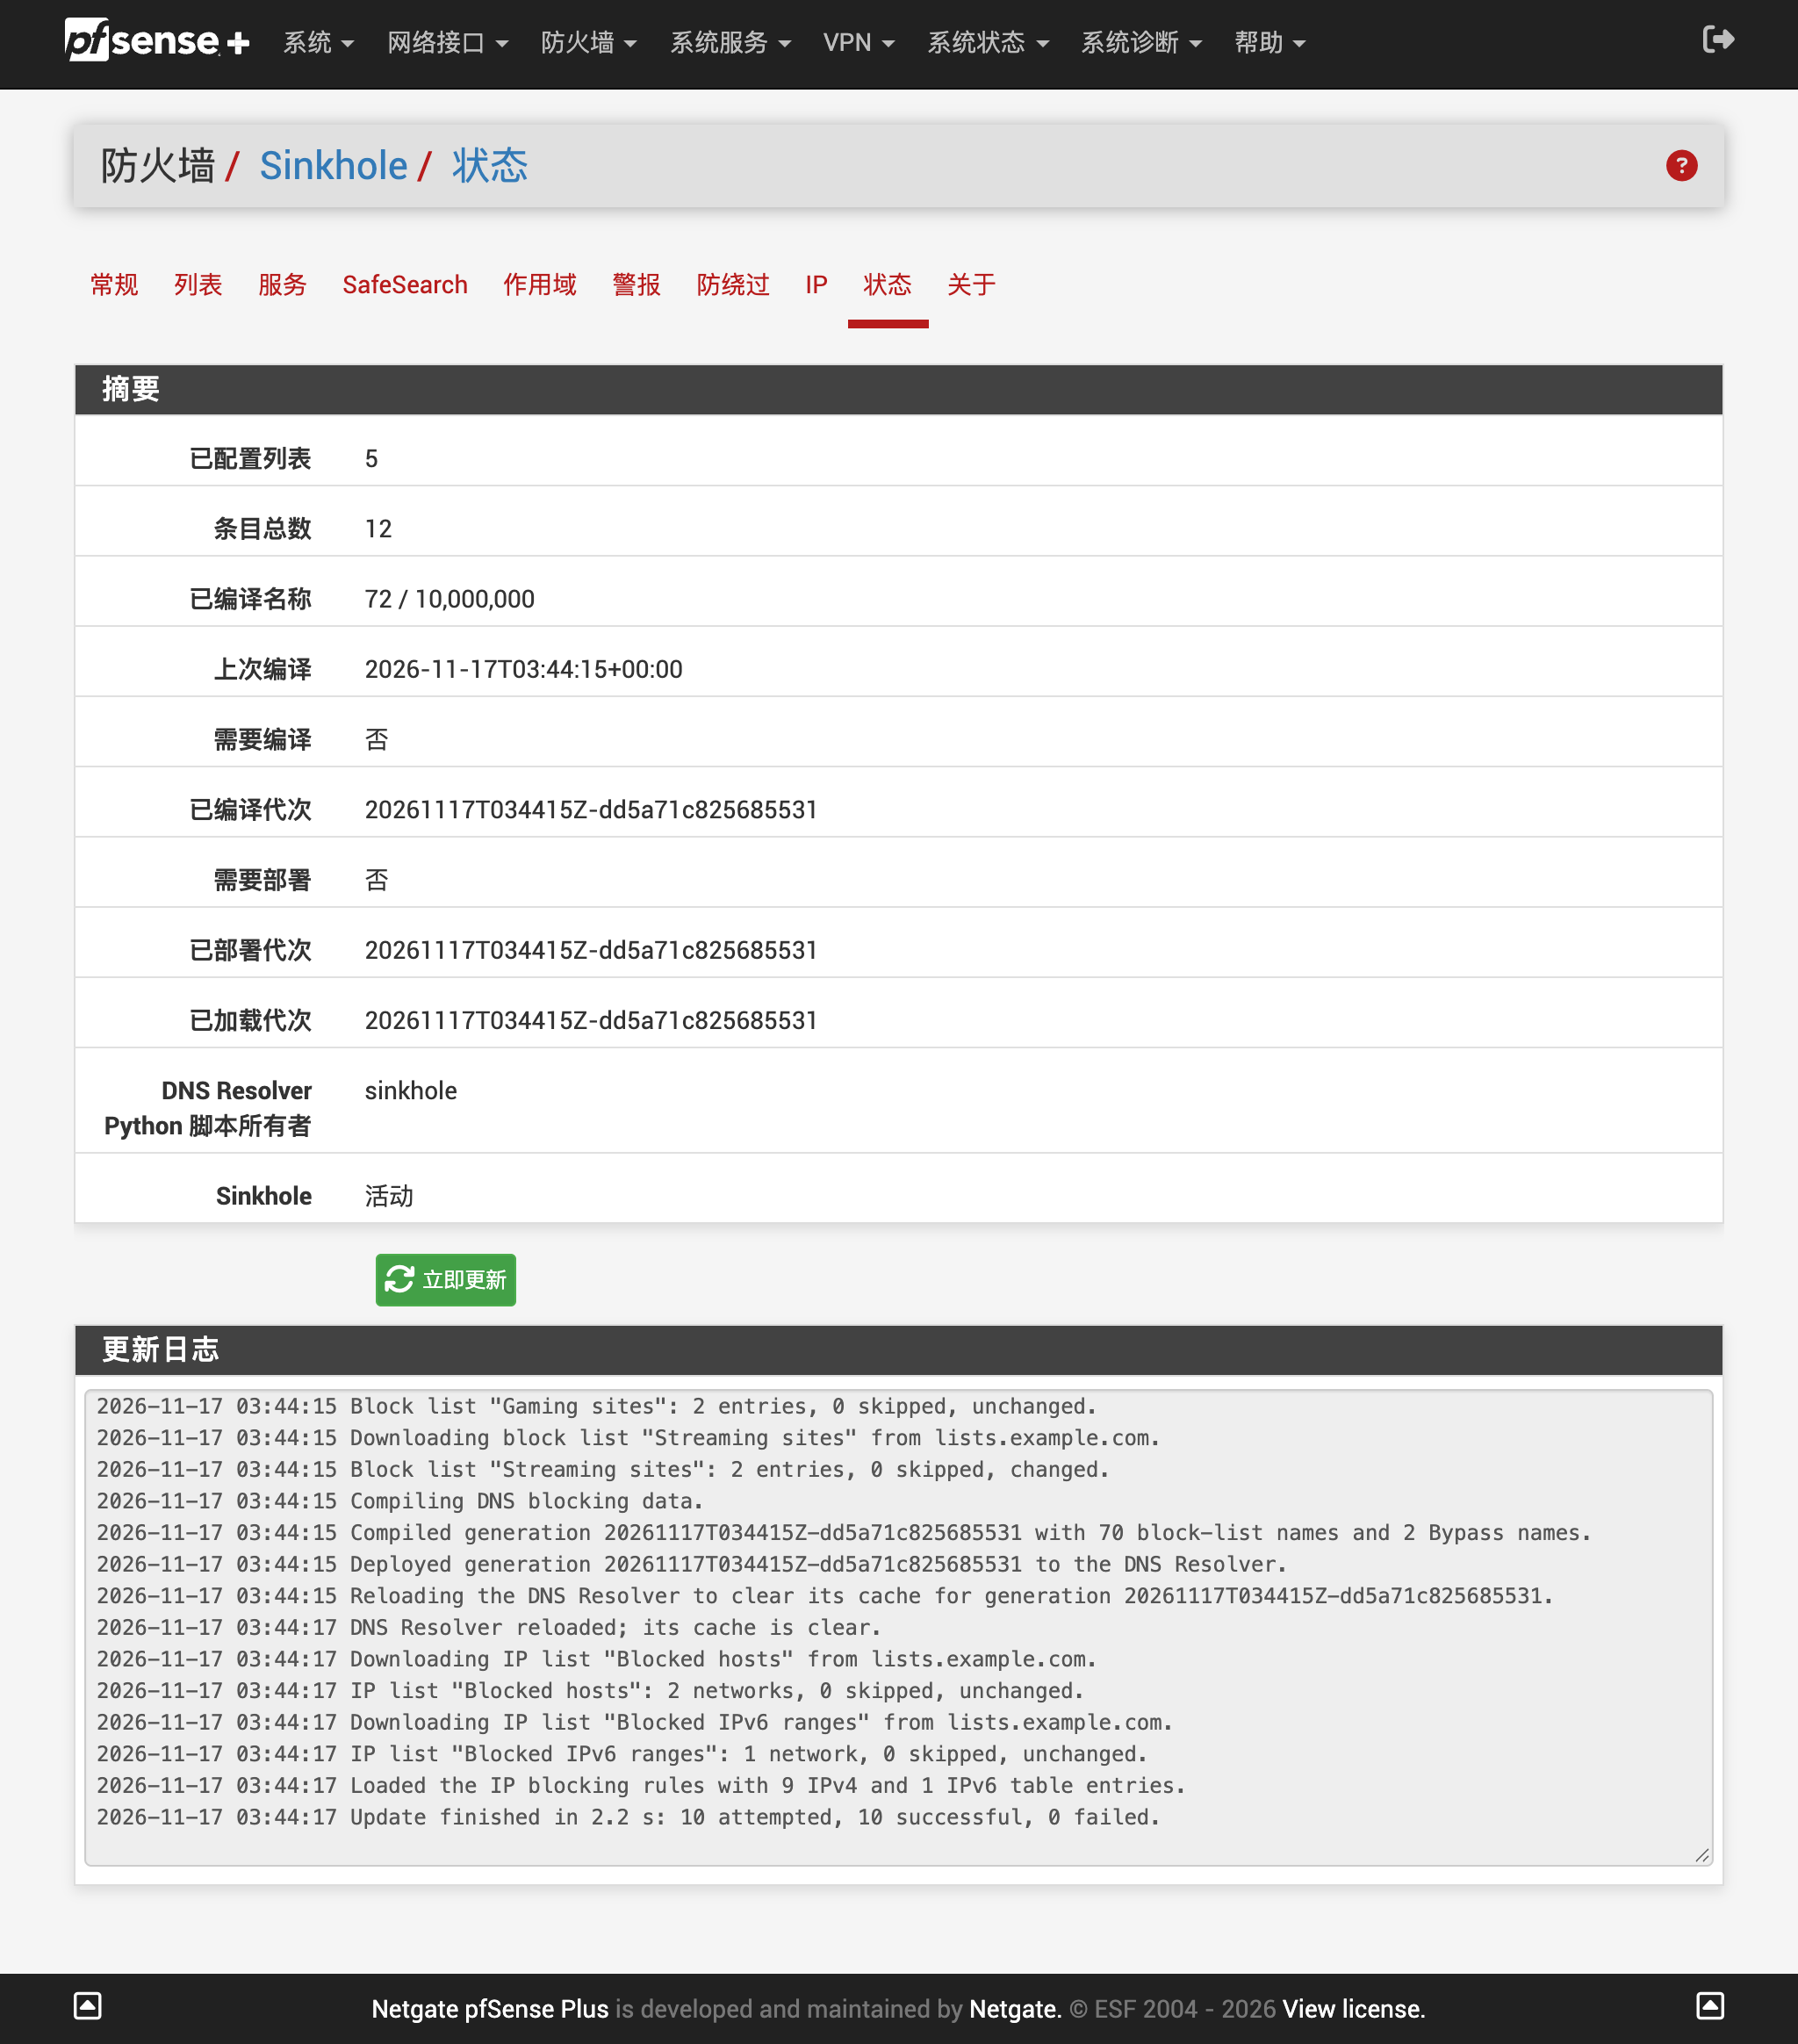 pfsense + 系统 网络接口 防火墙 系统服务 VPN 系统状态 系统诊断 帮助
防火墙 / Sinkhole / 状态
?
常规 列表 服务 SafeSearch 作用域 警报 防绕过 IP 状态 关于
摘要
已配置列表 5
条目总数 12
已编译名称 72 / 10,000,000
上次编译 2026-11-17T03:44:15+00:00
需要编译 否
已编译代次 20261117T034415Z-dd5a71c825685531
需要部署 否
已部署代次 20261117T034415Z-dd5a71c825685531
已加载代次 20261117T034415Z-dd5a71c825685531
DNS Resolver sinkhole
Python 脚本所有者
Sinkhole 活动
立即更新
更新日志
2026-11-17 03:44:15 Block list "Gaming sites": 2 entries, 0 skipped, unchanged.
2026-11-17 03:44:15 Downloading block list "Streaming sites" from lists.example.com.
2026-11-17 03:44:15 Block list "Streaming sites": 2 entries, 0 skipped, changed.
2026-11-17 03:44:15 Compiling DNS blocking data.
2026-11-17 03:44:15 Compiled generation 20261117T034415Z-dd5a71c825685531 with 70 block-list names and 2 Bypass names.
2026-11-17 03:44:15 Deployed generation 20261117T034415Z-dd5a71c825685531 to the DNS Resolver.
2026-11-17 03:44:15 Reloading the DNS Resolver to clear its cache for generation 20261117T034415Z-dd5a71c825685531.
2026-11-17 03:44:17 DNS Resolver reloaded; its cache is clear.
2026-11-17 03:44:17 Downloading IP list "Blocked hosts" from lists.example.com.
2026-11-17 03:44:17 IP list "Blocked hosts": 2 networks, 0 skipped, unchanged.
2026-11-17 03:44:17 Downloading IP list "Blocked IPv6 ranges" from lists.example.com.
2026-11-17 03:44:17 IP list "Blocked IPv6 ranges": 1 network, 0 skipped, unchanged.
2026-11-17 03:44:17 Loaded the IP blocking rules with 9 IPv4 and 1 IPv6 table entries.
2026-11-17 03:44:17 Update finished in 2.2 s: 10 attempted, 10 successful, 0 failed.
Netgate pfSense Plus is developed and maintained by Netgate. © ESF 2004 - 2026 View license.